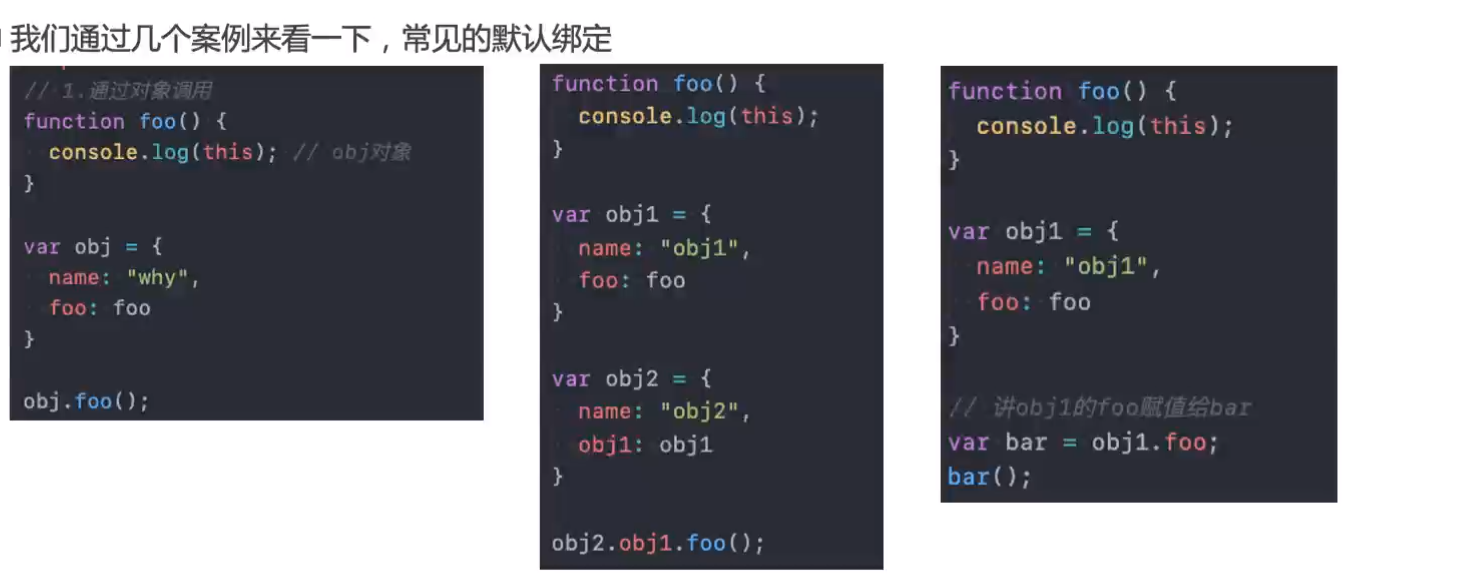 我们通过几个案例来看一下，常见的默认绑定
// 1.通过对象调用
function foo() {
  console.log(this); // obj对象
}

var obj = {
  name: "why",
  foo: foo
}

obj.foo();
function foo() {
  console.log(this);
}

var obj1 = {
  name: "obj1",
  foo: foo
}

var obj2 = {
  name: "obj2",
  obj1: obj1
}

obj2.obj1.foo();
function foo() {
  console.log(this);
}

var obj1 = {
  name: "obj1",
  foo: foo
}

// 讲obj1的foo赋值给bar
var bar = obj1.foo;
bar();